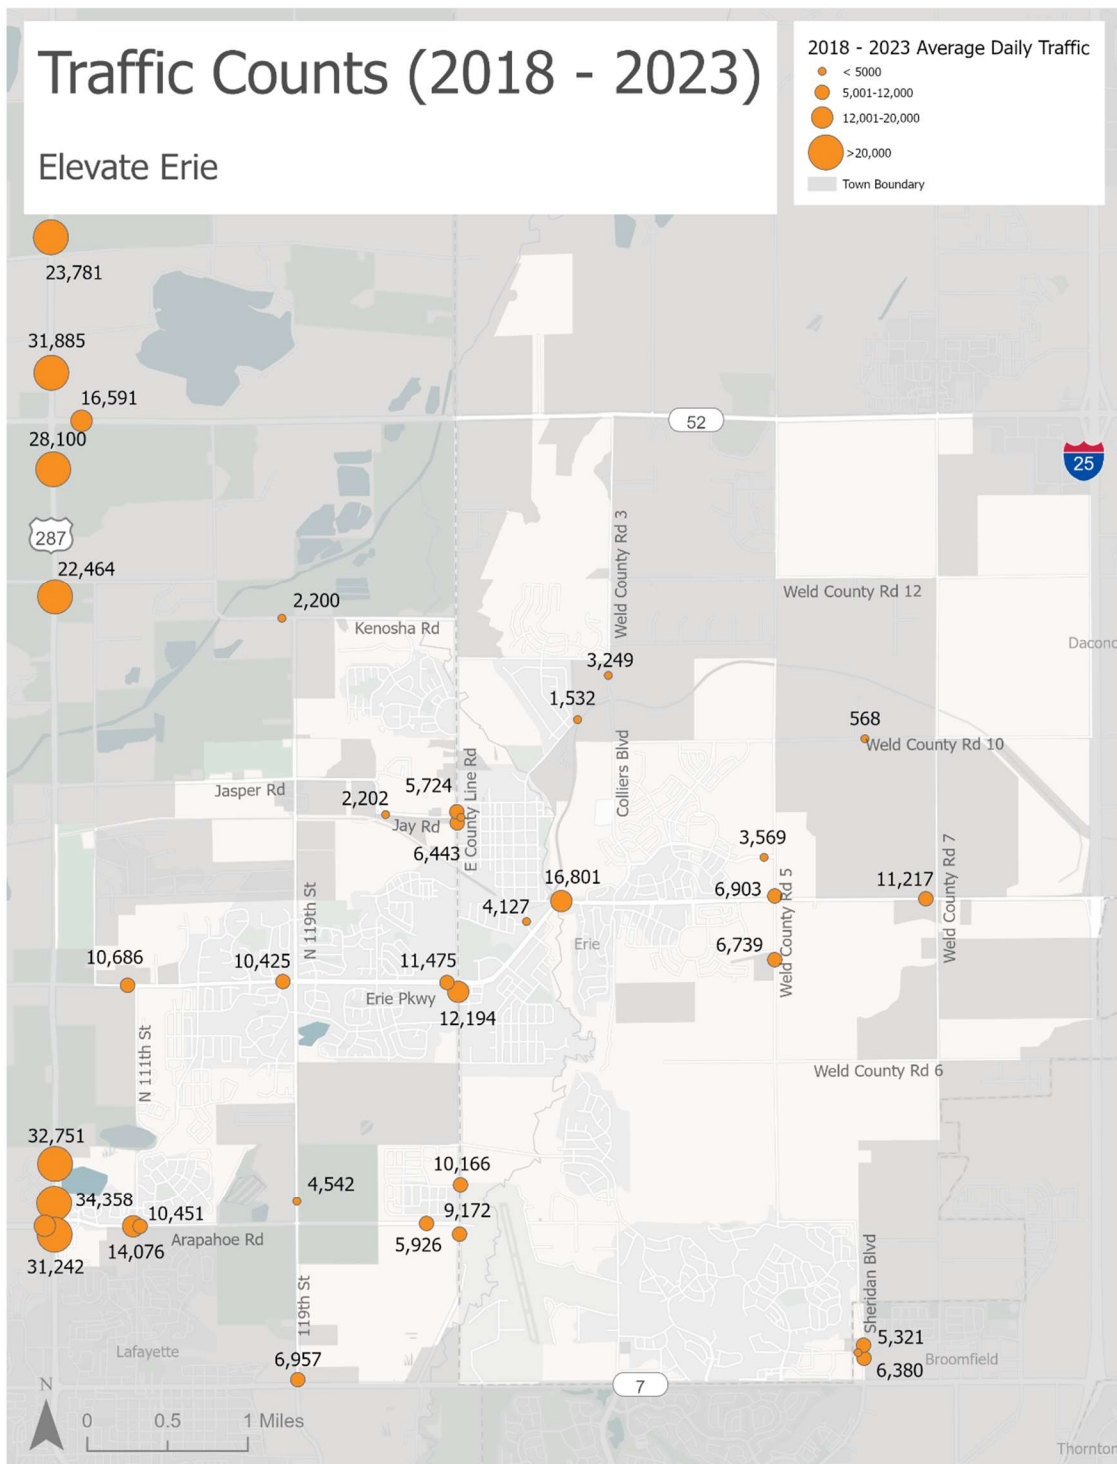 Traffic Counts (2018 - 2023)
Elevate Erie
2018 - 2023 Average Daily Traffic
< 5000
5,001-12,000
12,001-20,000
>20,000
Town Boundary
23,781
31,885
16,591
52
28,100
25
287
Weld County Rd 3
22,464
Weld County Rd 12
2,200
Kenosha Rd
Dacono
3,249
1,532
568
Weld County Rd 10
Colliers Blvd
E County Line Rd
Jasper Rd
5,724
2,202
Jay Rd
6,443
3,569
16,801
6,903
11,217
Weld County Rd 5
Weld County Rd 7
4,127
N 119th St
Erie
6,739
10,686
10,425
11,475
Erie Pkwy
12,194
N 111th St
Weld County Rd 6
32,751
10,166
34,358
4,542
10,451
9,172
Arapahoe Rd
14,076
5,926
31,242
Sheridan Blvd
119th St
5,321
Lafayette
6,957
Broomfield
6,380
N
7
0 0.5 1 Miles
Thornton